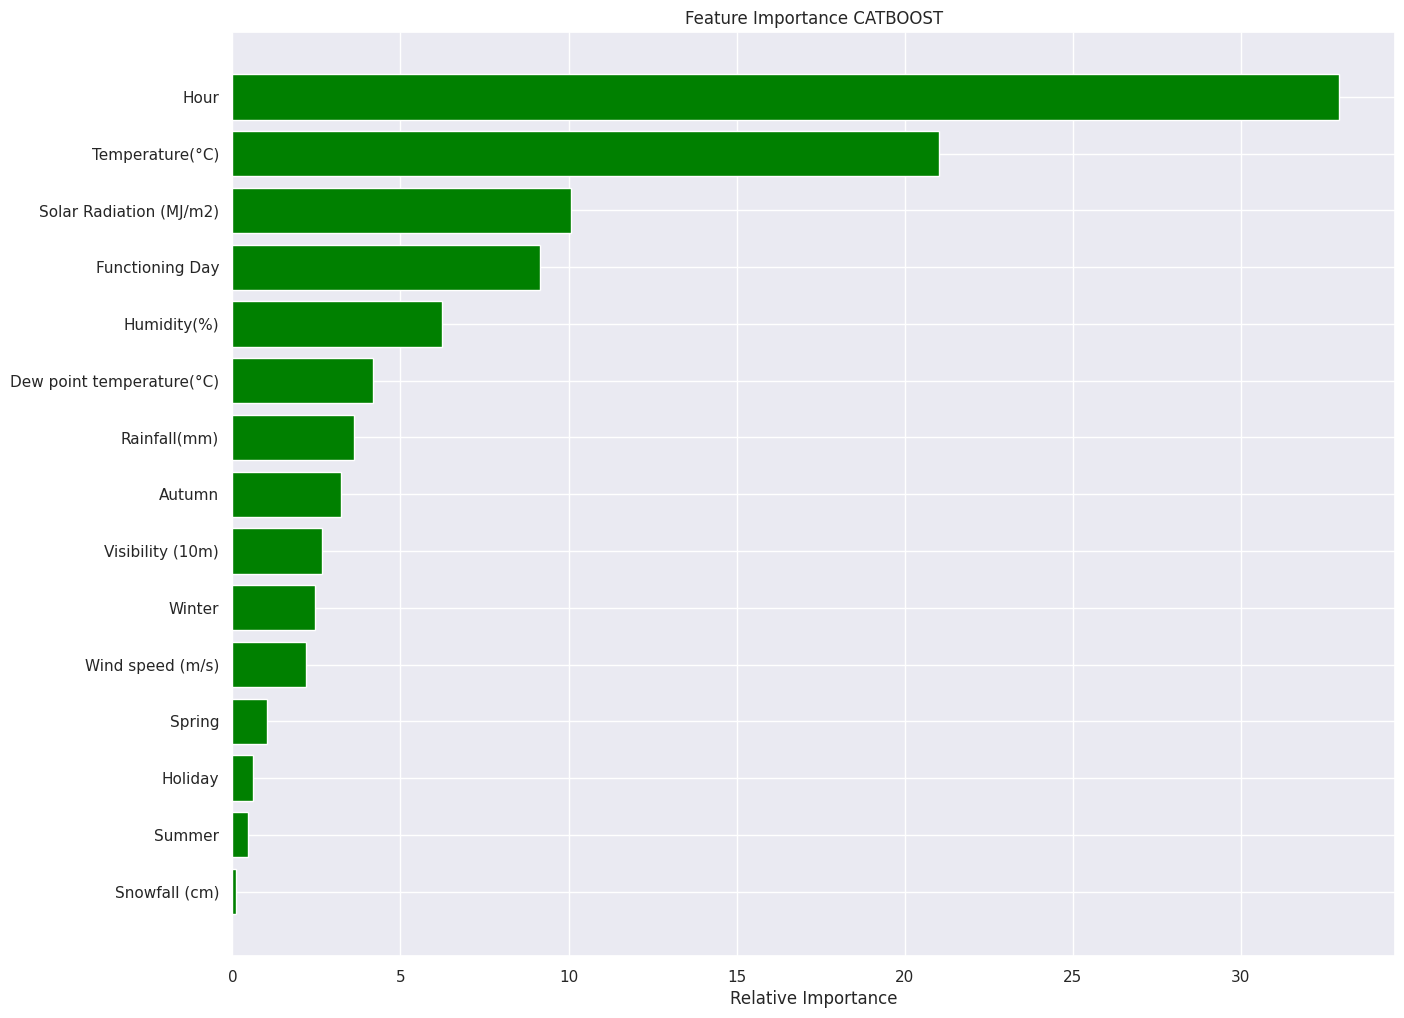 Feature Importance CATBOOST
Hour
Temperature(°C)
Solar Radiation (MJ/m2)
Functioning Day
Humidity(%)
Dew point temperature(°C)
Rainfall(mm)
Autumn
Visibility (10m)
Winter
Wind speed (m/s)
Spring
Holiday
Summer
Snowfall (cm)
0 5 10 15 20 25 30
Relative Importance